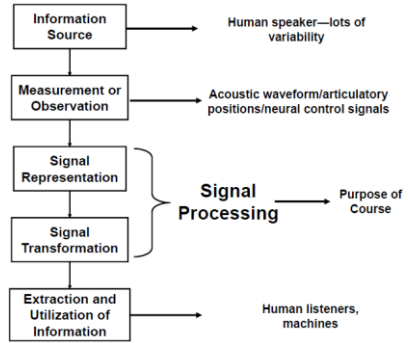 Information
Source
Human speaker—lots of
variability
Measurement or
Observation
Acoustic waveform/articulatory
positions/neural control signals
Signal
Representation
Signal
Transformation
Signal
Processing
Purpose of
Course
Extraction and
Utilization of
Information
Human listeners,
machines